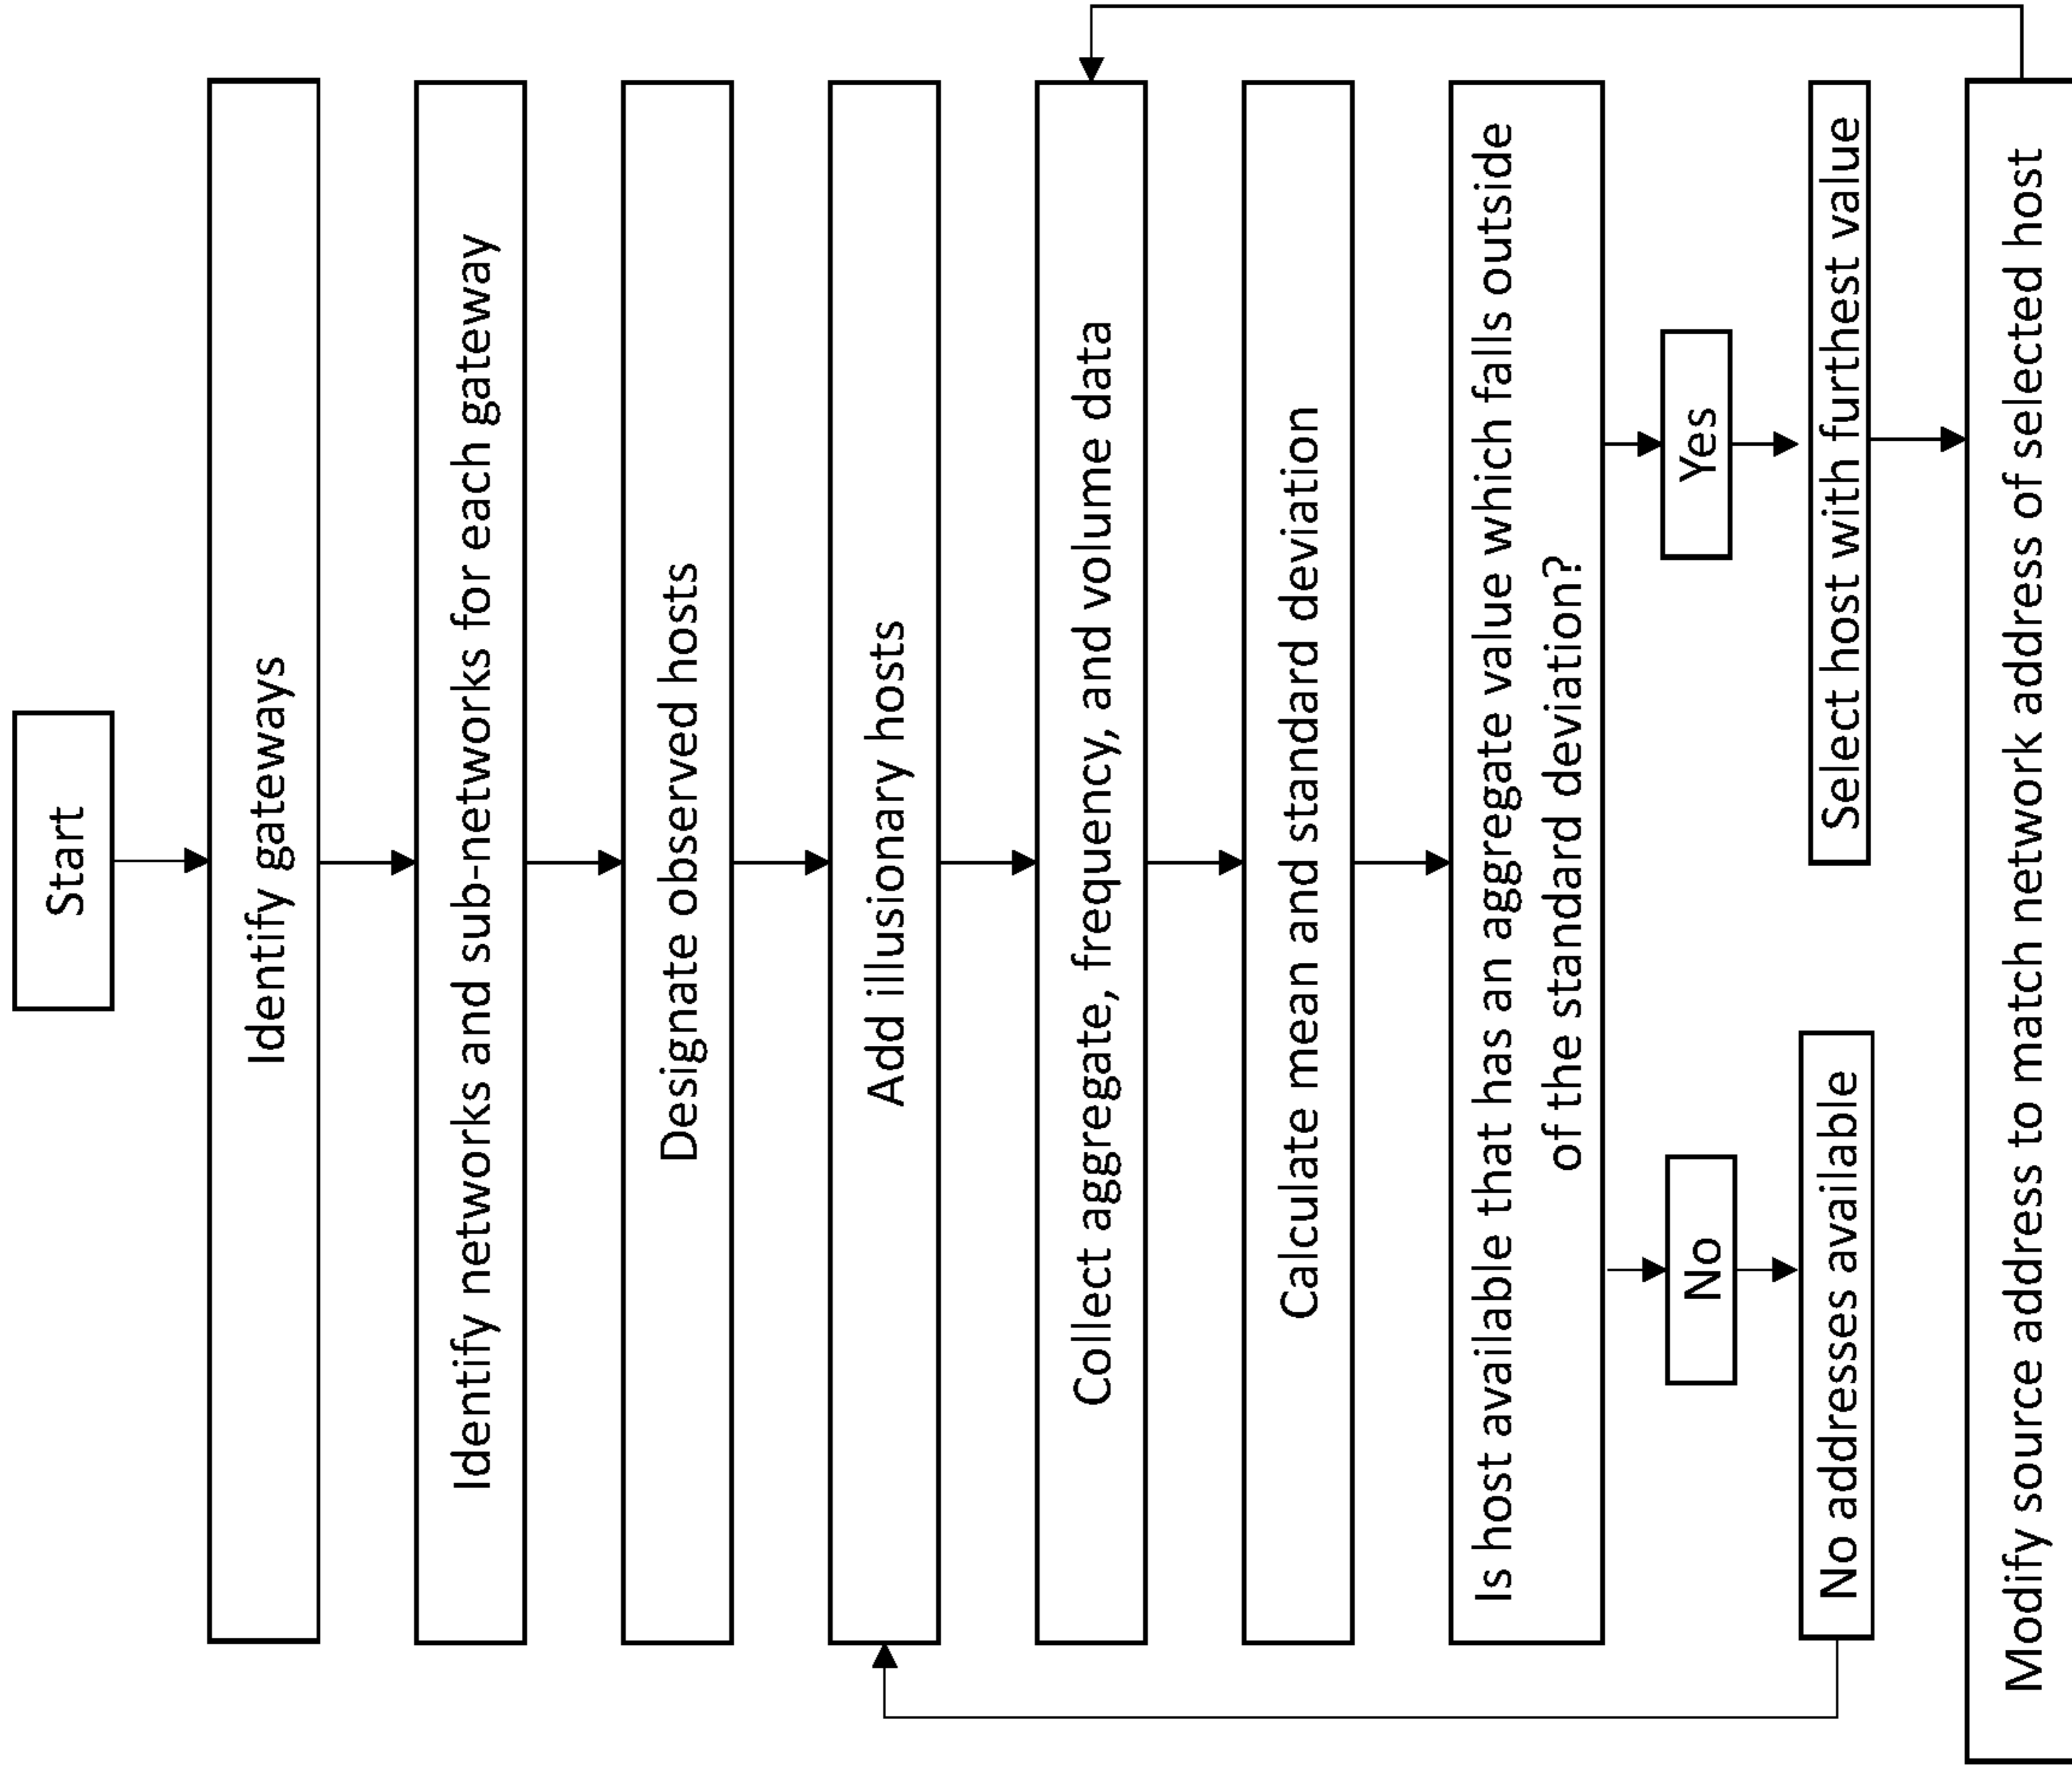 Start
Identify gateways
Identify networks and sub-networks for each gateway
Designate observed hosts
Add illusionary hosts
Collect aggregate, frequency, and volume data
Calculate mean and standard deviation
Is host available that has an aggregate value which falls outside
of the standard deviation?
No
Yes
No addresses available
Select host with furthest value
Modify source address to match network address of selected host